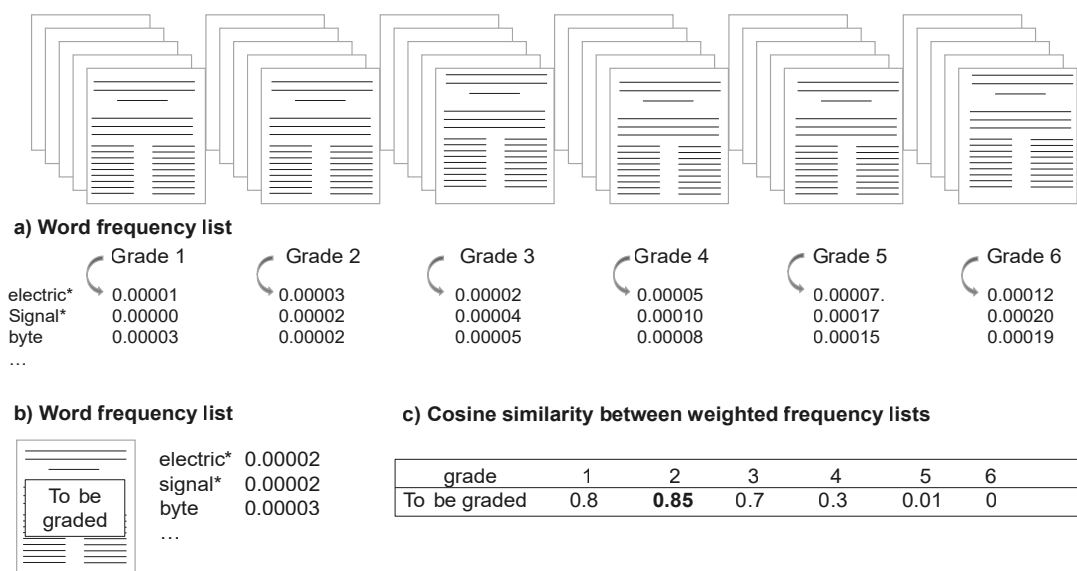 a) Word frequency list
Grade 1 Grade 2 Grade 3 Grade 4 Grade 5 Grade 6
electric* 0.00001 0.00003 0.00002 0.00005 0.00007. 0.00012
Signal* 0.00000 0.00002 0.00004 0.00010 0.00017 0.00020
byte 0.00003 0.00002 0.00005 0.00008 0.00015 0.00019
...
b) Word frequency list
To be
graded
electric* 0.00002
signal* 0.00002
byte 0.00003
...
c) Cosine similarity between weighted frequency lists
grade 1 2 3 4 5 6
To be graded 0.8 0.85 0.7 0.3 0.01 0